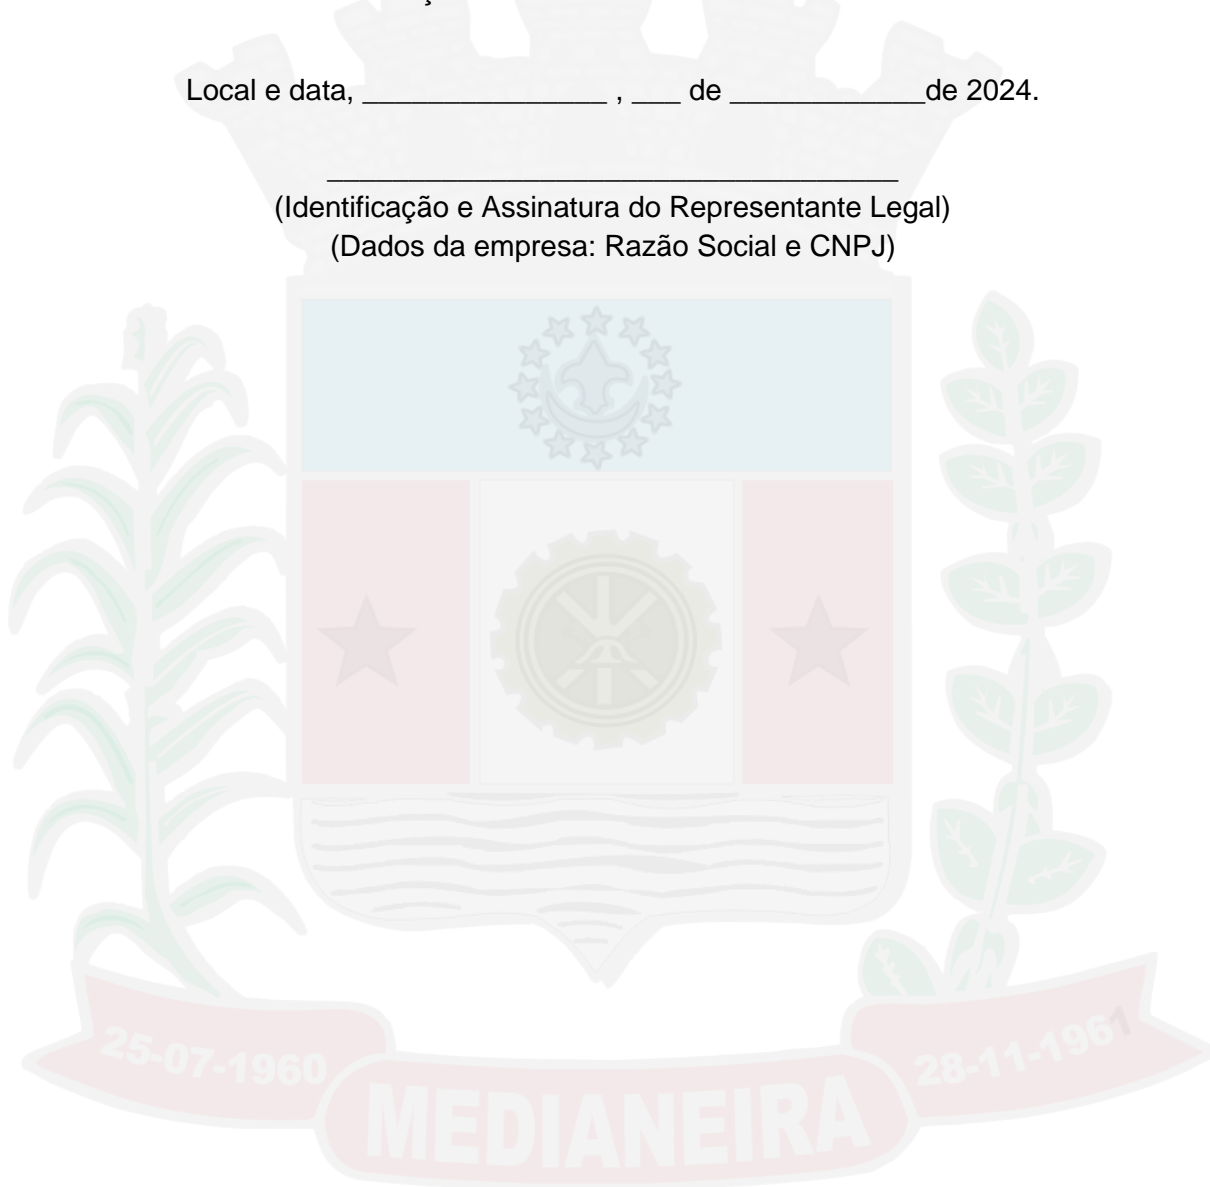 Local e data, _______________ , ___ de ____________de 2024.
___________________________________
(Identificação e Assinatura do Representante Legal)
(Dados da empresa: Razão Social e CNPJ)
25-07-1960
28-11-1961
MEDIANEIRA